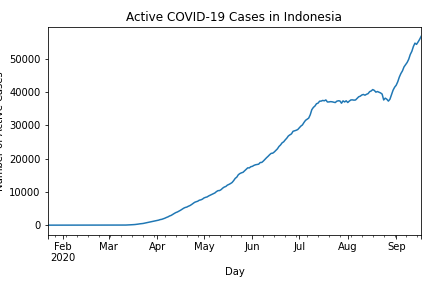 Active COVID-19 Cases in Indonesia
50000
40000
30000
20000
10000
0
Number of Active Cases
Feb Mar Apr May Jun Jul Aug Sep
2020
Day